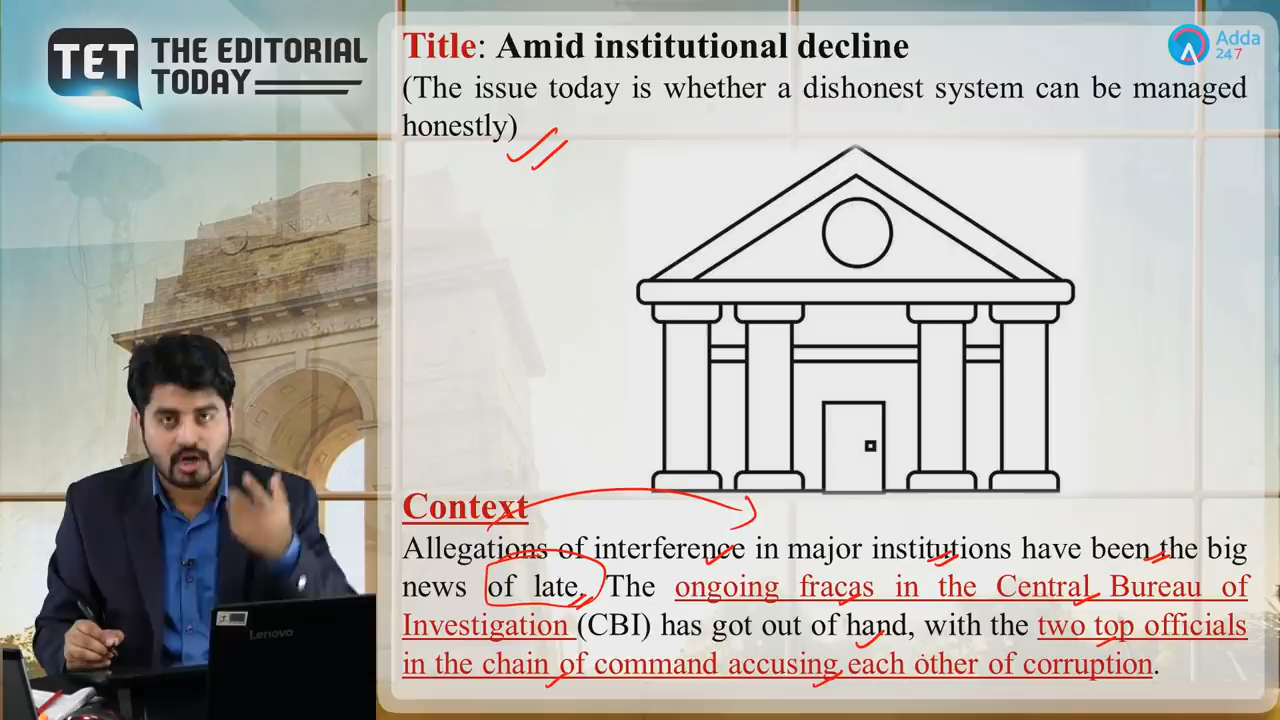 TET THE EDITORIAL
TODAY
Title: Amid institutional decline
Adda
247
(The issue today is whether a dishonest system can be managed
honestly)
INDIA
Context
Allegations of interference in major institutions have been the big
news of late. The ongoing fracas in the Central Bureau of
Investigation (CBI) has got out of hand, with the two top officials
in the chain of command accusing each other of corruption.
Lenovo